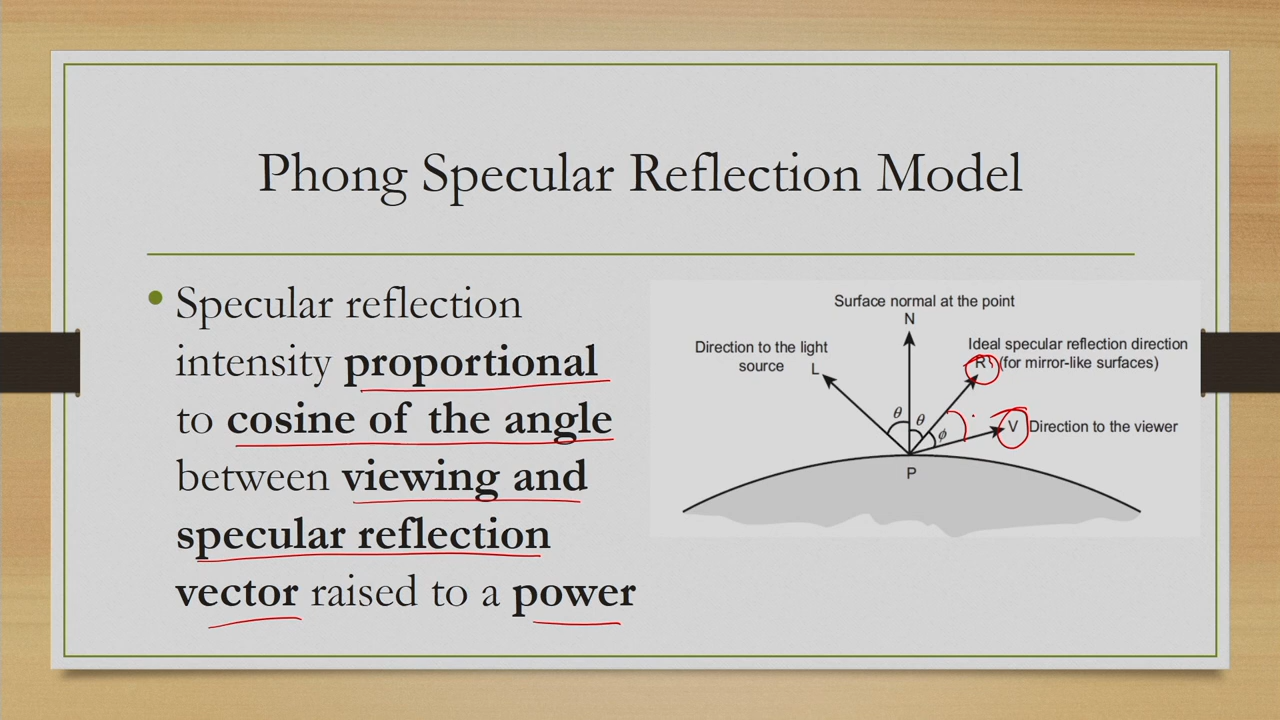 Phong Specular Reflection Model
• Specular reflection
intensity proportional
to cosine of the angle
between viewing and
specular reflection
vector raised to a power
Surface normal at the point
N
Direction to the light
source L
Ideal specular reflection direction
R (for mirror-like surfaces)
θ θ
ϕ
V Direction to the viewer
P